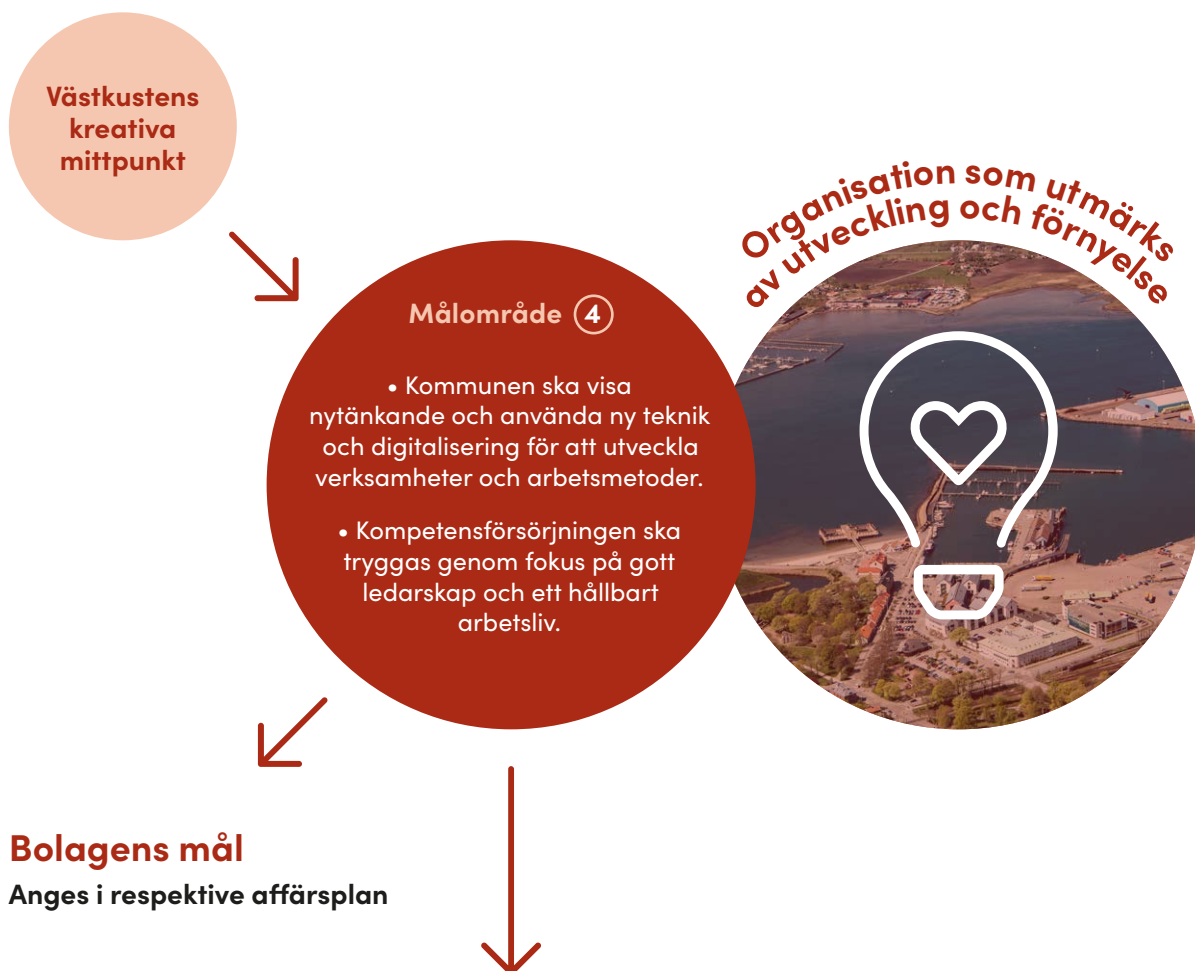 Västkustens
kreativa
mittpunkt
Organisation som utmärks
av utveckling och förnyelse
Målområde 4
• Kommunen ska visa
nytänkande och använda ny teknik
och digitalisering för att utveckla
verksamheter och arbetsmetoder.
• Kompetensförsörjningen ska
tryggas genom fokus på gott
ledarskap och ett hållbart
arbetsliv.
Bolagens mål
Anges i respektive affärsplan